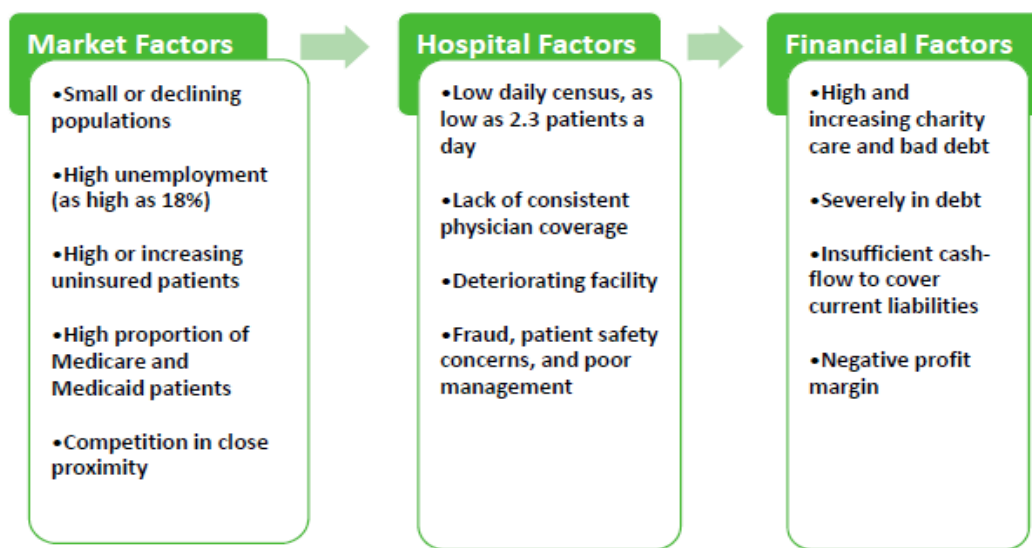 Market Factors
•Small or declining
populations
•High unemployment
(as high as 18%)
•High or increasing
uninsured patients
•High proportion of
Medicare and
Medicaid patients
•Competition in close
proximity
Hospital Factors
•Low daily census, as
low as 2.3 patients a
day
•Lack of consistent
physician coverage
•Deteriorating facility
•Fraud, patient safety
concerns, and poor
management
Financial Factors
•High and
increasing charity
care and bad debt
•Severely in debt
•Insufficient cash-
flow to cover
current liabilities
•Negative profit
margin